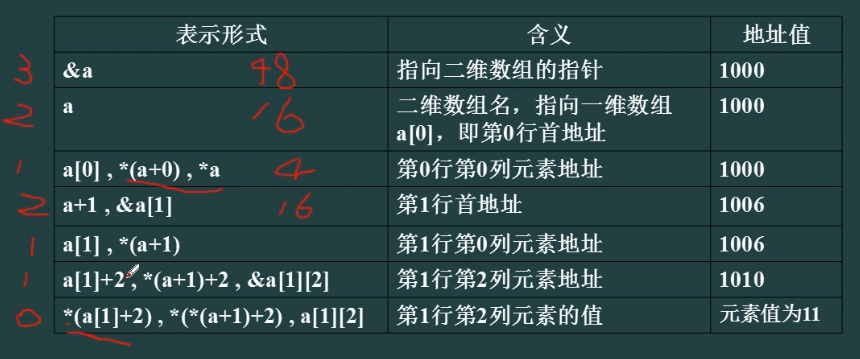 表示形式 含义 地址值
3 &a 48 指向二维数组的指针 1000
2 a 16 二维数组名，指向一维数组 1000
a[0]，即第0行首地址
1 a[0] , *(a+0) , *a 4 第0行第0列元素地址 1000
2 a+1 , &a[1] 16 第1行首地址 1006
1 a[1] , *(a+1) 第1行第0列元素地址 1006
1 a[1]+2 , *(a+1)+2 , &a[1][2] 第1行第2列元素地址 1010
0 *(a[1]+2) , *(*(a+1)+2) , a[1][2] 第1行第2列元素的值 元素值为11